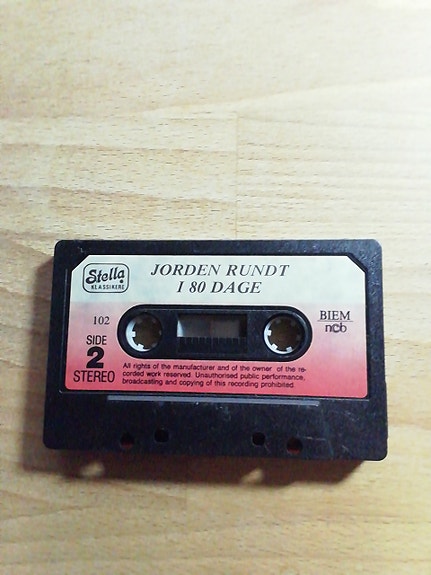 Stella
KLASSIKERE
JORDEN RUNDT
I 80 DAGE
102
BIEM
ncb
SIDE
2
STEREO
All rights of the manufacturer and of the owner of the re-
corded work reserved. Unauthorised public performance,
broadcasting and copying of this recording prohibited.